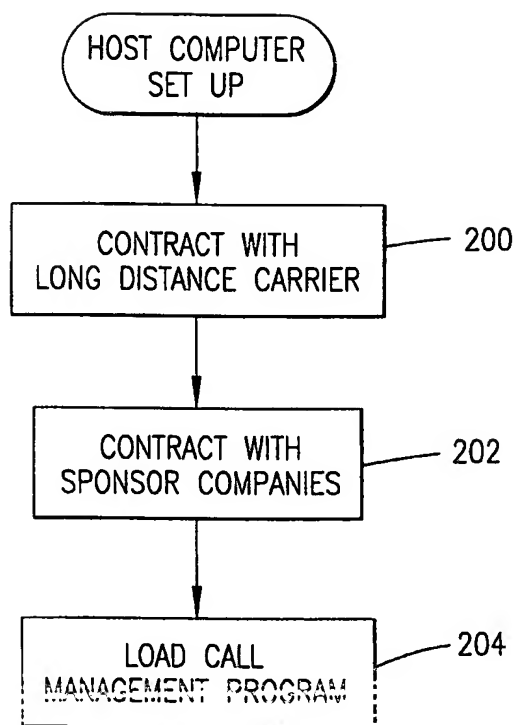 HOST COMPUTER
SET UP
CONTRACT WITH
LONG DISTANCE CARRIER
200
CONTRACT WITH
SPONSOR COMPANIES
202
LOAD CALL
MANAGEMENT PROGRAM
204